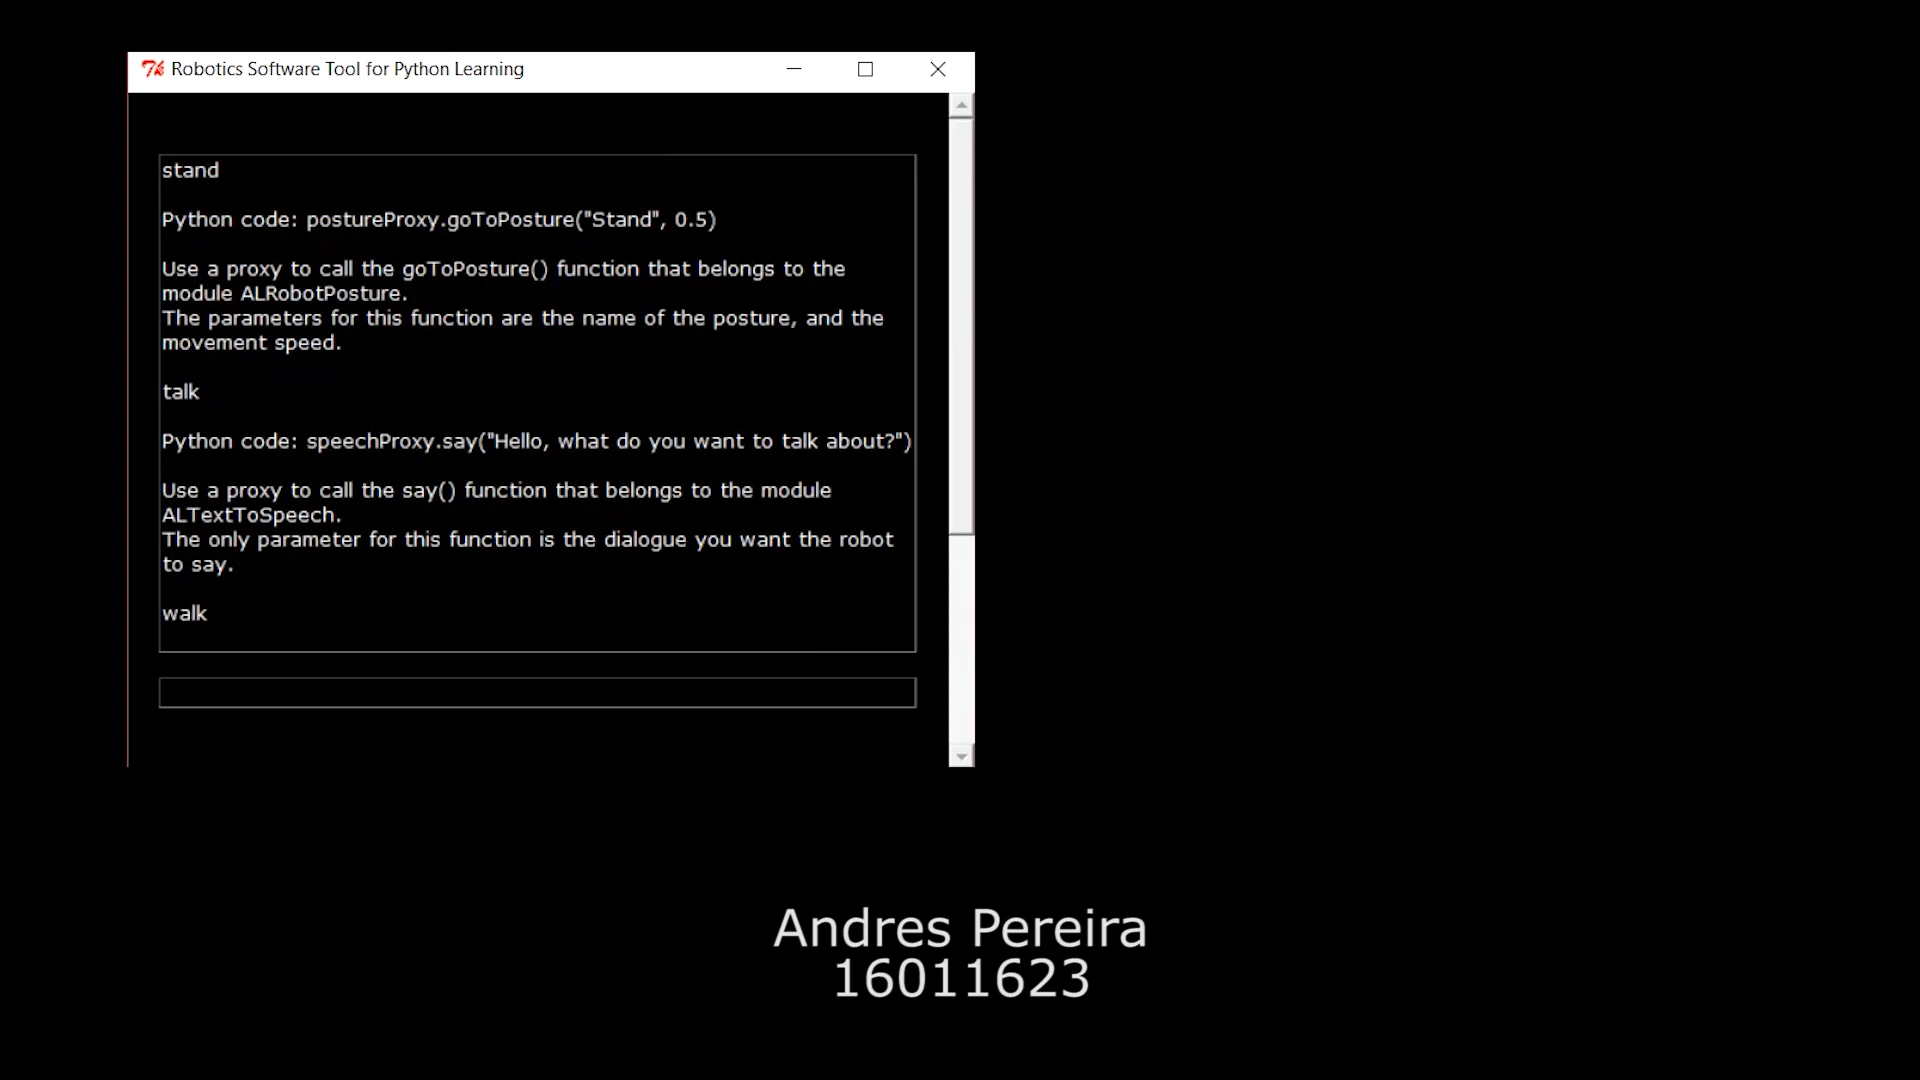 Robotics Software Tool for Python Learning
stand
Python code: postureProxy.goToPosture("Stand", 0.5)
Use a proxy to call the goToPosture() function that belongs to the
module ALRobotPosture.
The parameters for this function are the name of the posture, and the
movement speed.
talk
Python code: speechProxy.say("Hello, what do you want to talk about?")
Use a proxy to call the say() function that belongs to the module
ALTextToSpeech.
The only parameter for this function is the dialogue you want the robot
to say.
walk
Andres Pereira
16011623